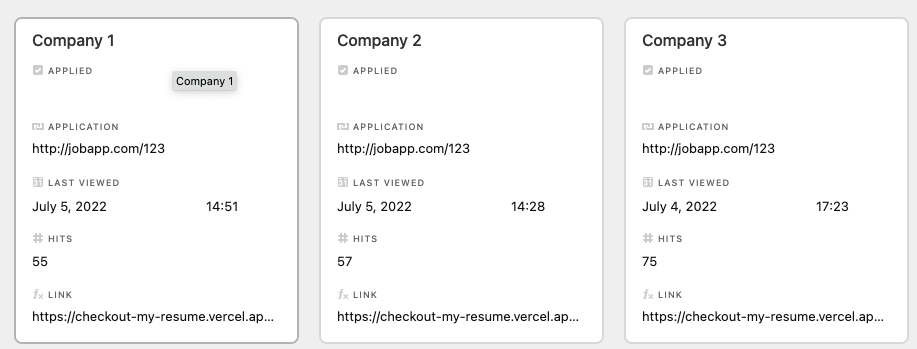 Company 1
APPLIED
Company 1
APPLICATION
http://jobapp.com/123
LAST VIEWED
July 5, 2022 14:51
HITS
55
LINK
https://checkout-my-resume.vercel.ap...
Company 2
APPLIED
APPLICATION
http://jobapp.com/123
LAST VIEWED
July 5, 2022 14:28
HITS
57
LINK
https://checkout-my-resume.vercel.ap...
Company 3
APPLIED
APPLICATION
http://jobapp.com/123
LAST VIEWED
July 4, 2022 17:23
HITS
75
LINK
https://checkout-my-resume.vercel.ap...